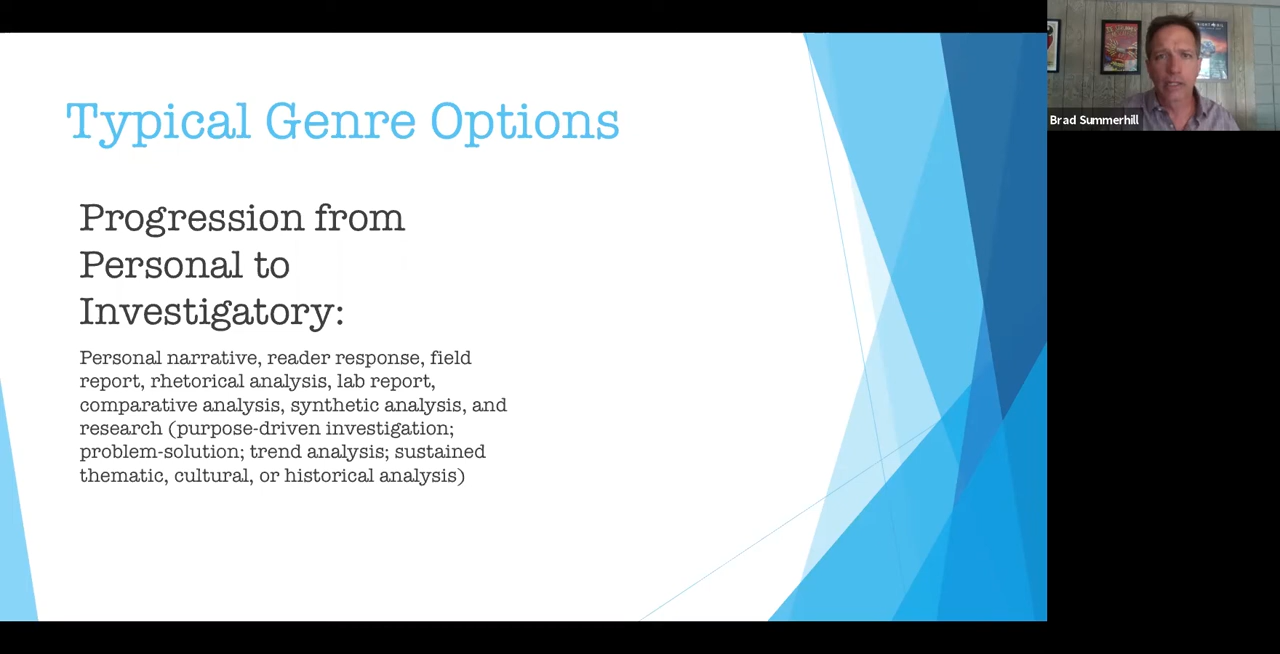 Typical Genre Options
Progression from
Personal to
Investigatory:
Personal narrative, reader response, field
report, rhetorical analysis, lab report,
comparative analysis, synthetic analysis, and
research (purpose-driven investigation;
problem-solution; trend analysis; sustained
thematic, cultural, or historical analysis)
Brad Summerhill